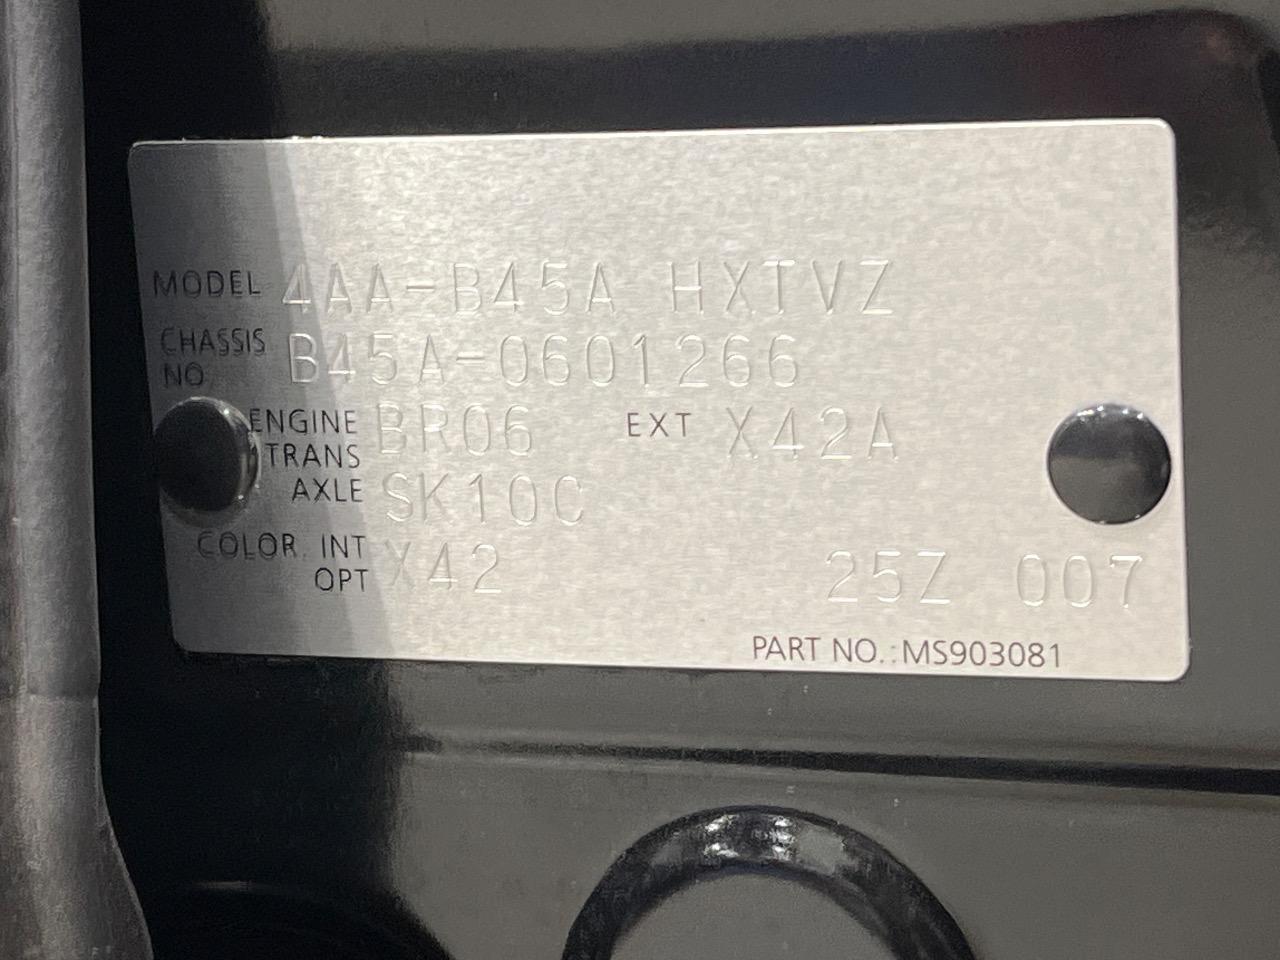 MODEL 4AA-B45A HXTVZ
CHASSIS NO. B45A-0601266
ENGINE BR06 EXT X42A
TRANS
AXLE SK10C
COLOR, INT X42
OPT 25Z 007
PART NO.:MS903081